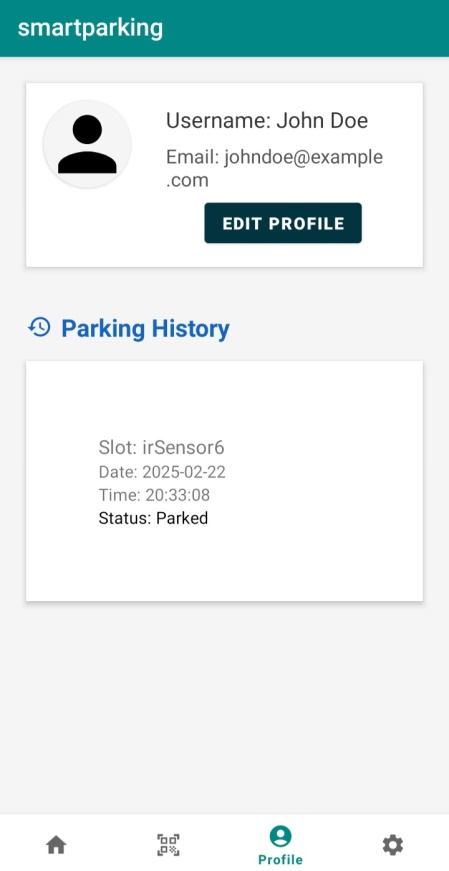 smartparking
Username: John Doe
Email: johndoe@example
.com
EDIT PROFILE
Parking History
Slot: irSensor6
Date: 2025-02-22
Time: 20:33:08
Status: Parked
Profile